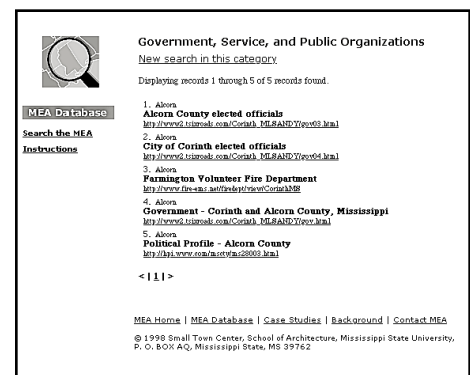 Government, Service, and Public Organizations
New search in this category
Displaying records 1 through 5 of 5 records found.
MEA Database
Search the MEA
Instructions
1. Alcorn
Alcorn County elected officials
http://www2.tsixroads.com/Corinth_MLSANDY/gov03.html
2. Alcorn
City of Corinth elected officials
http://www2.tsixroads.com/Corinth_MLSANDY/gov04.html
3. Alcorn
Farmington Volunteer Fire Department
http://www.fire-ems.net/firedept/view/CorinthMS
4. Alcorn
Government - Corinth and Alcorn County, Mississippi
http://www2.tsixroads.com/Corinth_MLSANDY/gov.html
5. Alcorn
Political Profile - Alcorn County
http://hpi.www.com/mscty/ms28003.html
< | 1 | >
MEA Home | MEA Database | Case Studies | Background | Contact MEA
© 1998 Small Town Center, School of Architecture, Mississippi State University,
P. O. BOX AQ, Mississippi State, MS 39762